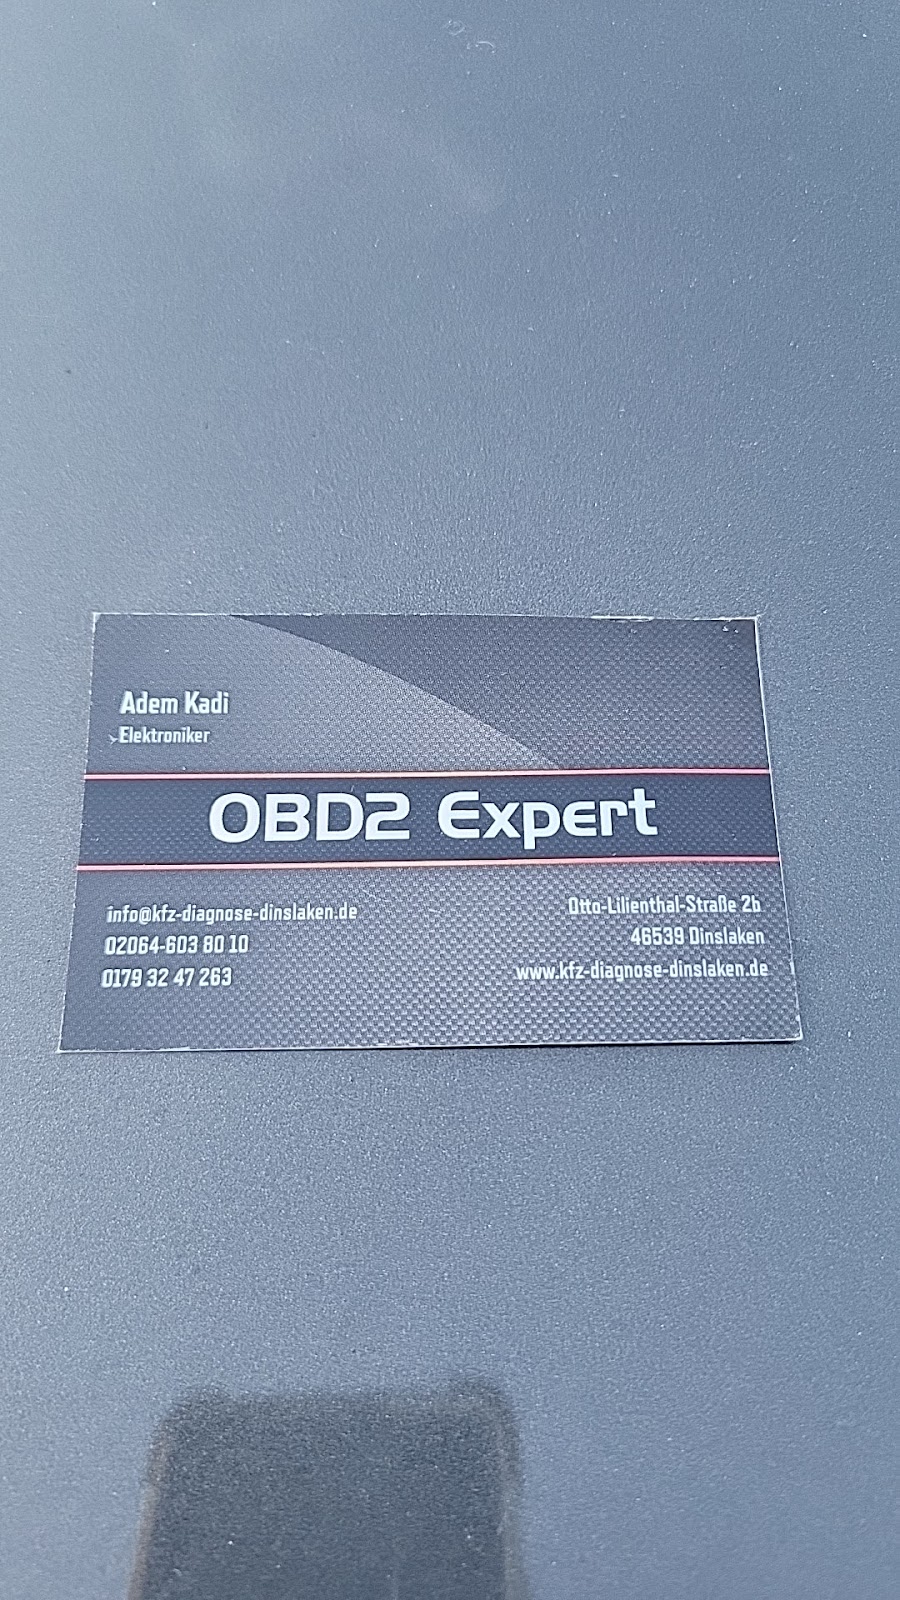 Adem Kadi
Elektroniker
OBD2 Expert
info@kfz-diagnose-dinslaken.de
02064-603 80 10
0179 32 47 263
Otto-Lilienthal-Straße 2b
46539 Dinslaken
www.kfz-diagnose-dinslaken.de